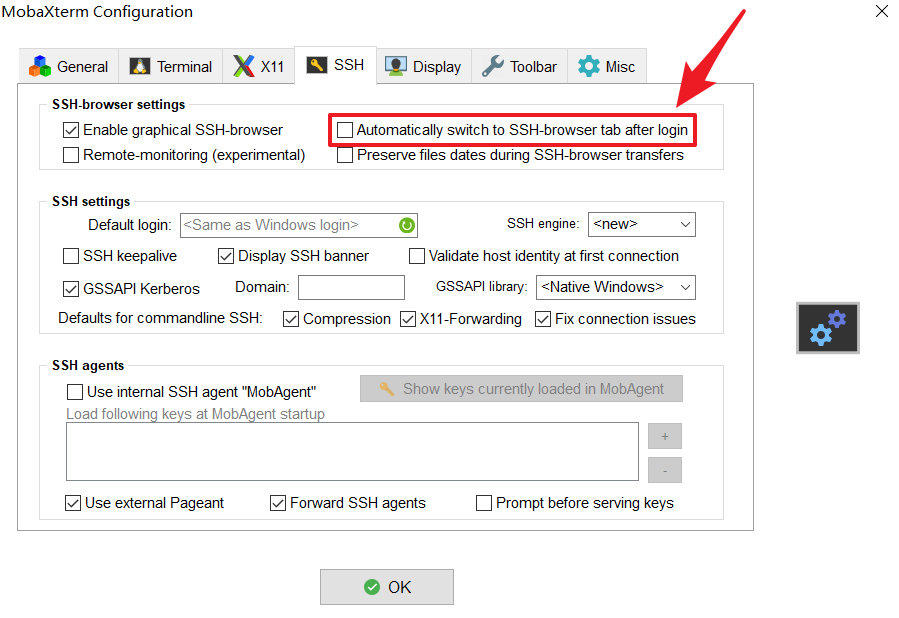 MobaXterm Configuration
General Terminal X11 SSH Display Toolbar Misc
SSH-browser settings
Enable graphical SSH-browser Automatically switch to SSH-browser tab after login
Remote-monitoring (experimental) Preserve files dates during SSH-browser transfers
SSH settings
Default login: <Same as Windows login> SSH engine: <new>
SSH keepalive Display SSH banner Validate host identity at first connection
GSSAPI Kerberos Domain: GSSAPI library: <Native Windows>
Defaults for commandline SSH: Compression X11-Forwarding Fix connection issues
SSH agents
Use internal SSH agent "MobAgent" Show keys currently loaded in MobAgent
Load following keys at MobAgent startup
+
-
Use external Pageant Forward SSH agents Prompt before serving keys
OK